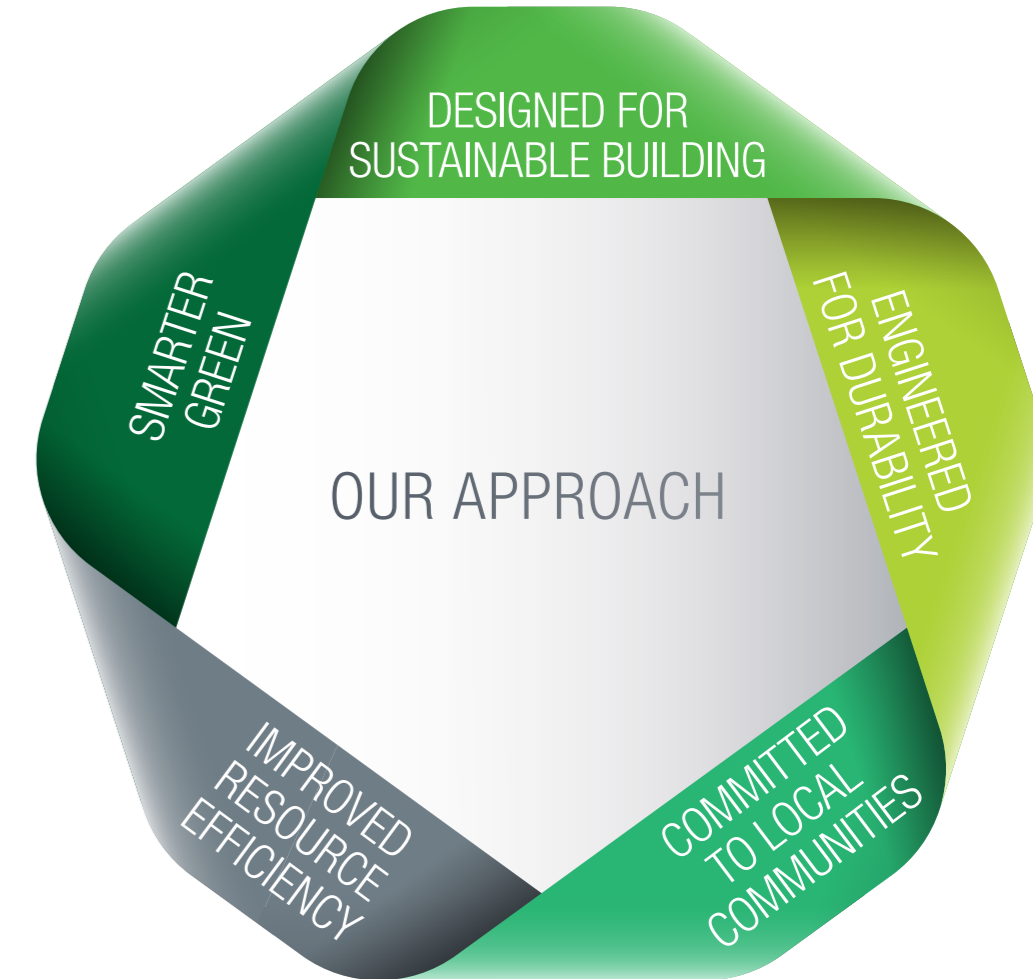 DESIGNED FOR
SUSTAINABLE BUILDING
ENGINEERED
FOR DURABILITY
COMMITTED
TO LOCAL
COMMUNITIES
IMPROVED
RESOURCE
EFFICIENCY
SMARTER
GREEN
OUR APPROACH